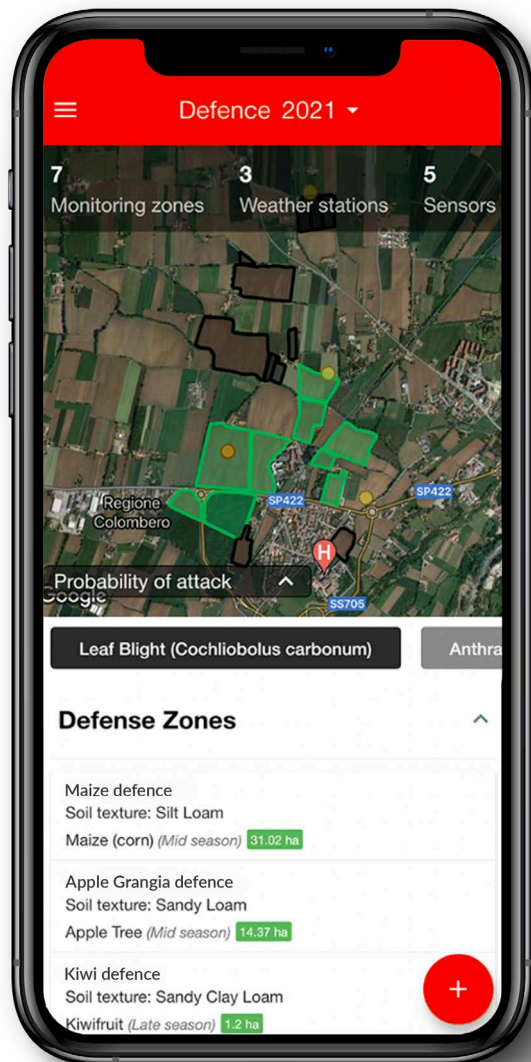 Defence 2021
7
Monitoring zones
3
Weather stations
5
Sensors
SP422
SP422
Regione
Colombero
H
Probability of attack
Google
SS705
Leaf Blight (Cochliobolus carbonum)
Anthra
Defense Zones
Maize defence
Soil texture: Silt Loam
Maize (corn) (Mid season) 31.02 ha
Apple Grangia defence
Soil texture: Sandy Loam
Apple Tree (Mid season) 14.37 ha
Kiwi defence
Soil texture: Sandy Clay Loam
Kiwifruit (Late season) 1.2 ha
+